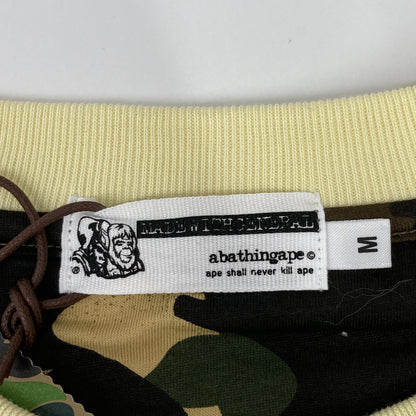 MADE WITH GENERAL
abathingape©
ape shall never kill ape
®
M